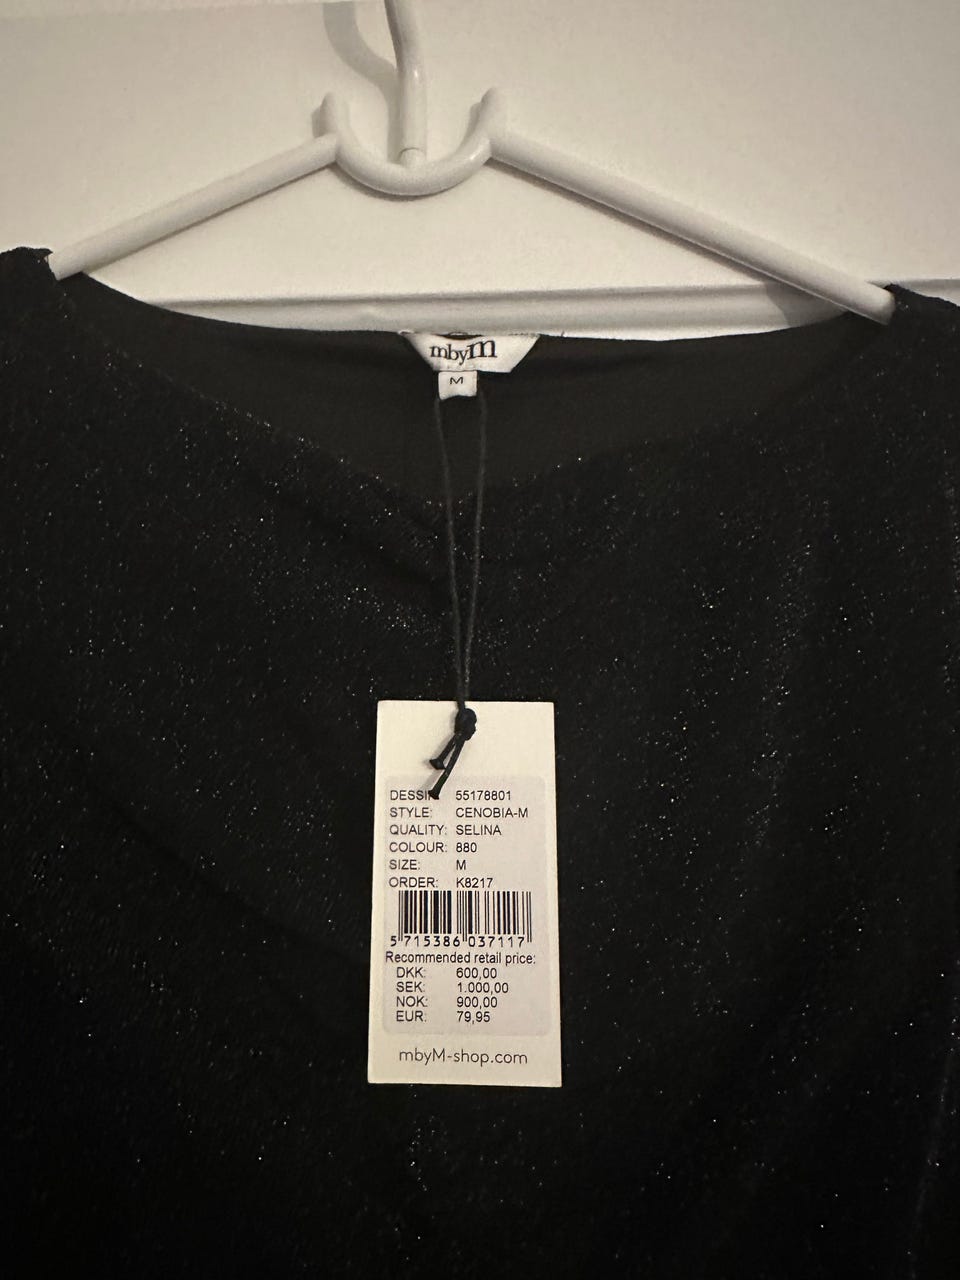 mbyM
M
DESSIN 55178801
STYLE: CENOBIA-M
QUALITY: SELINA
COLOUR: 880
SIZE: M
ORDER: K8217
5 715386 037117
Recommended retail price:
DKK: 600,00
SEK: 1.000,00
NOK: 900,00
EUR: 79,95
mbyM-shop.com